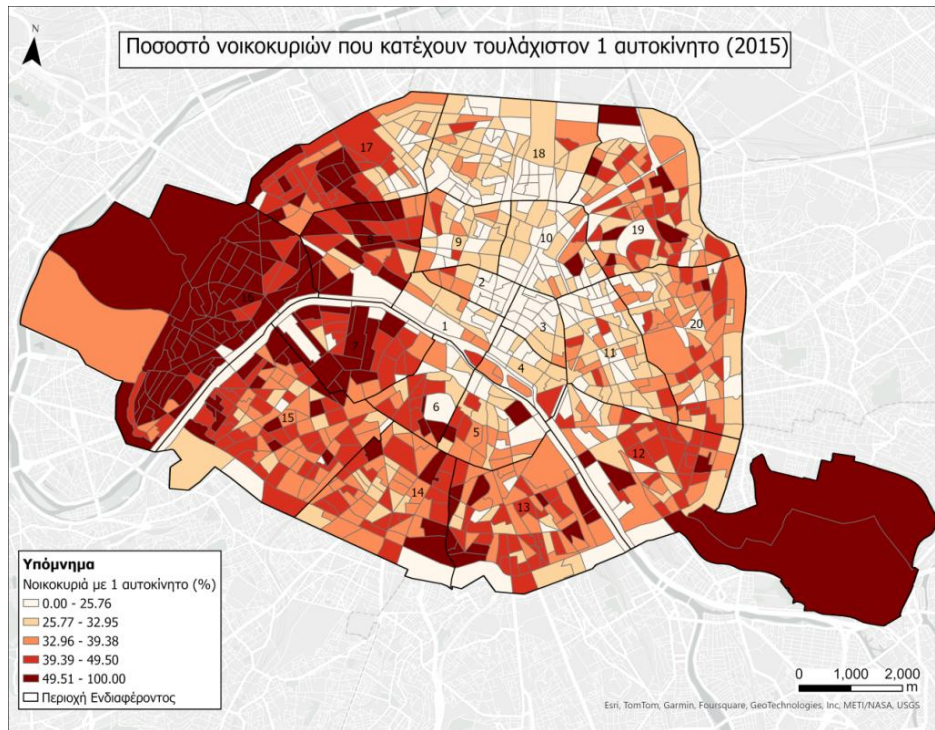 N
Ποσοστό νοικοκυριών που κατέχουν τουλάχιστον 1 αυτοκίνητο (2015)
17
18
19
8
9
10
2
16
3
20
1
7
11
4
6
15
5
12
14
13
Υπόμνημα
Νοικοκυριά με 1 αυτοκίνητο (%)
0.00 - 25.76
25.77 - 32.95
32.96 - 39.38
39.39 - 49.50
49.51 - 100.00
Περιοχή Ενδιαφέροντος
0 1,000 2,000
m
Esri, TomTom, Garmin, Foursquare, GeoTechnologies, Inc, METI/NASA, USGS